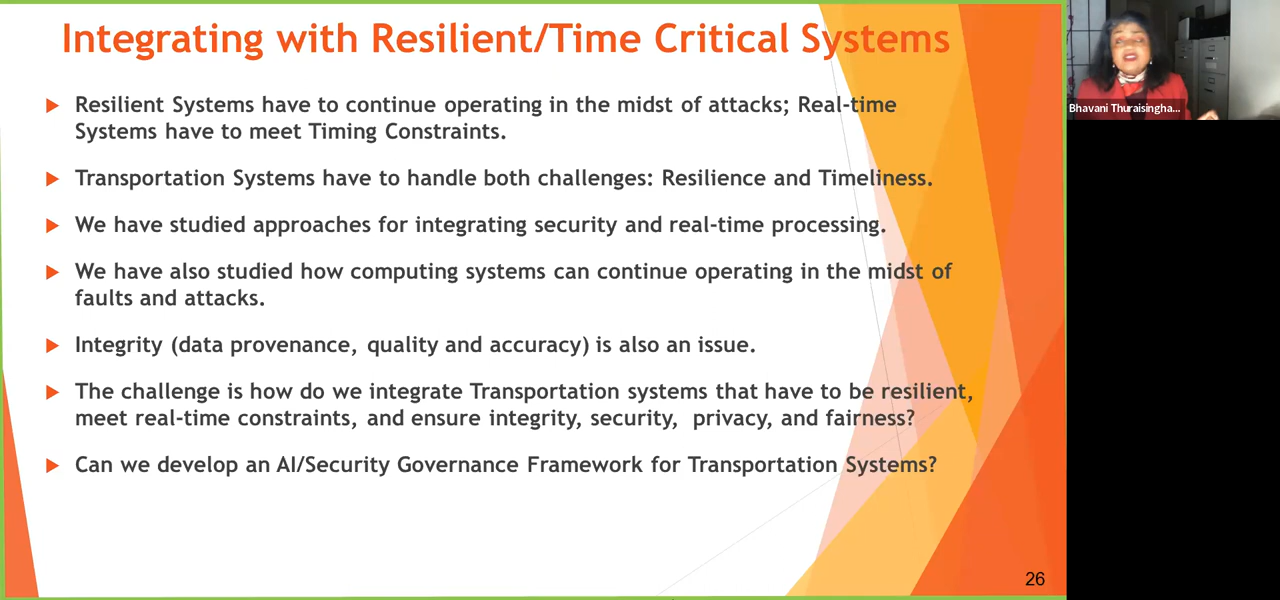 Integrating with Resilient/Time Critical Systems
Resilient Systems have to continue operating in the midst of attacks; Real-time
Systems have to meet Timing Constraints.
Transportation Systems have to handle both challenges: Resilience and Timeliness.
We have studied approaches for integrating security and real-time processing.
We have also studied how computing systems can continue operating in the midst of
faults and attacks.
Integrity (data provenance, quality and accuracy) is also an issue.
The challenge is how do we integrate Transportation systems that have to be resilient,
meet real-time constraints, and ensure integrity, security,  privacy, and fairness?
Can we develop an AI/Security Governance Framework for Transportation Systems?
26
Bhavani Thuraisingha...